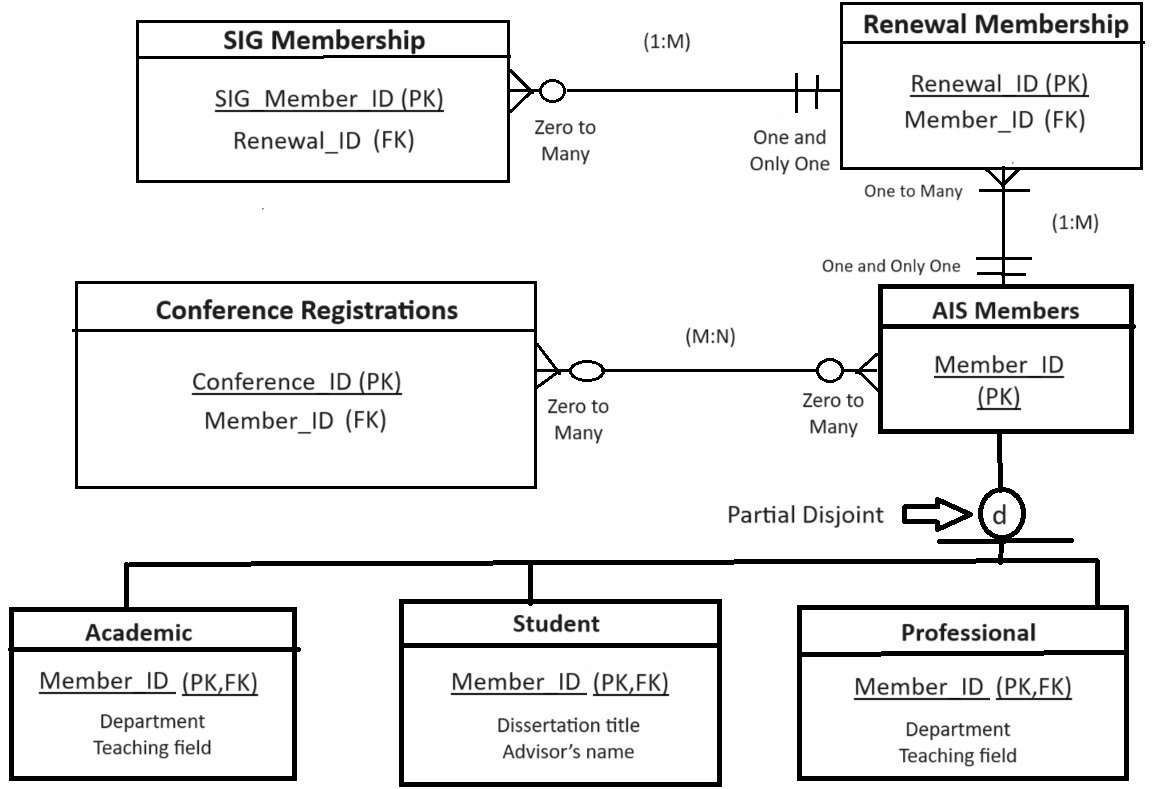 SIG Membership
SIG_Member_ID (PK)
Renewal_ID (FK)
(1:M)
Zero to
Many
One and
Only One
Renewal Membership
Renewal_ID (PK)
Member_ID (FK)
One to Many
(1:M)
One and Only One
Conference Registrations
Conference_ID (PK)
Member_ID (FK)
(M:N)
Zero to
Many
Zero to
Many
AIS Members
Member_ID
(PK)
Partial Disjoint
d
Academic
Member_ID (PK,FK)
Department
Teaching field
Student
Member_ID (PK,FK)
Dissertation title
Advisor's name
Professional
Member_ID (PK,FK)
Department
Teaching field